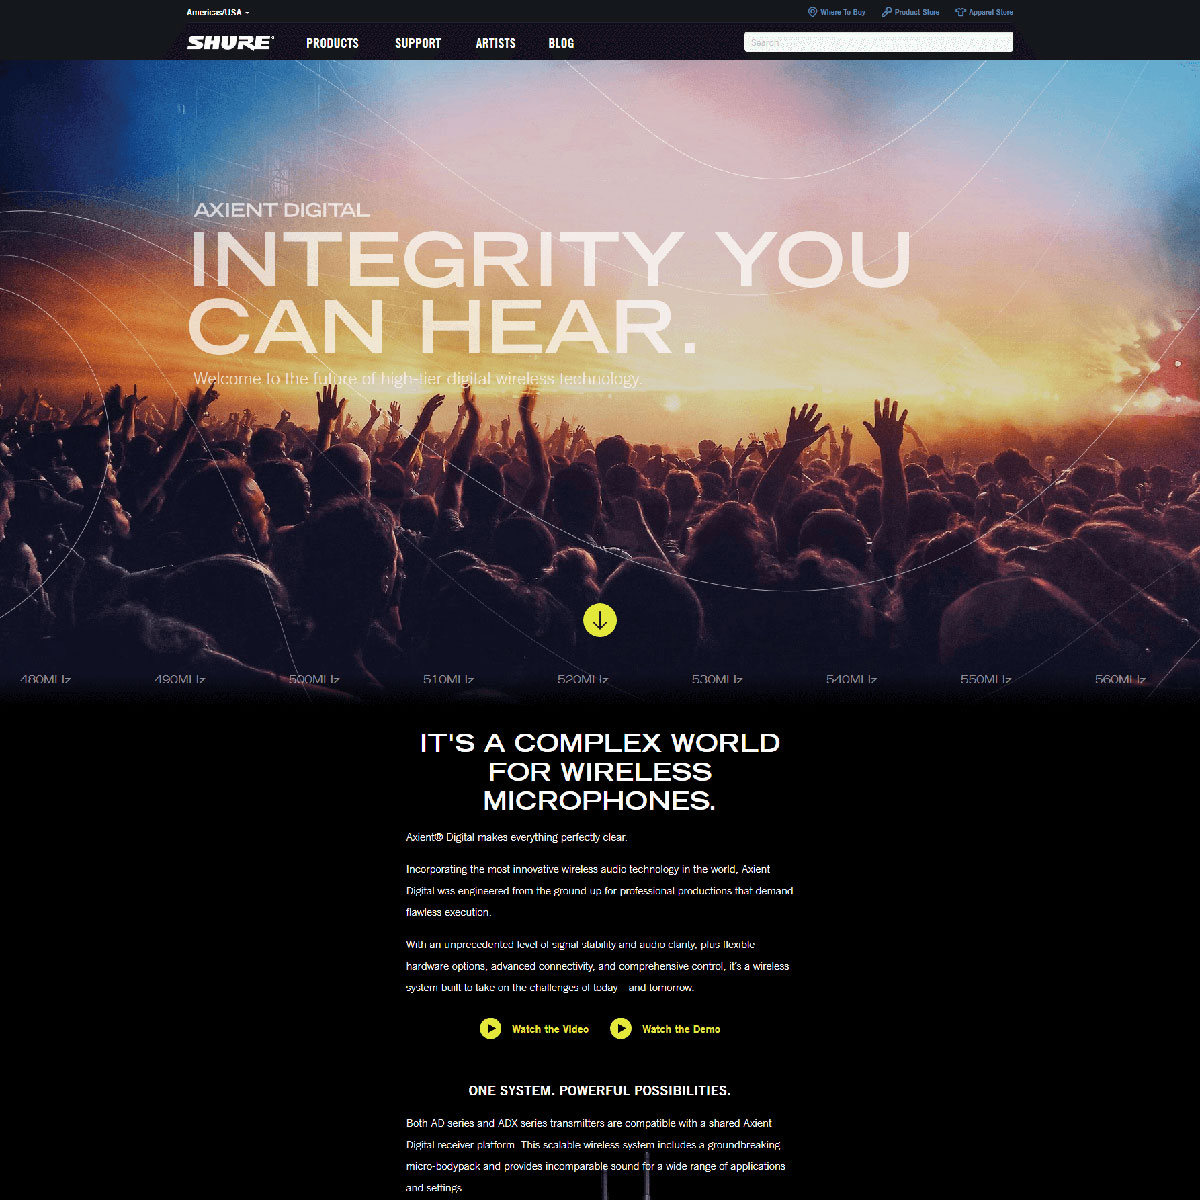 Americas/USA
Where To Buy
Product Store
Apparel Store
SHURE
PRODUCTS
SUPPORT
ARTISTS
BLOG
Search
AXIENT DIGITAL
INTEGRITY YOU
CAN HEAR.
Welcome to the future of high-tier digital wireless technology.
480MHz
490MHz
500MHz
510MHz
520MHz
530MHz
540MHz
550MHz
560MHz
IT'S A COMPLEX WORLD
FOR WIRELESS
MICROPHONES.
Axient® Digital makes everything perfectly clear.
Incorporating the most innovative wireless audio technology in the world, Axient
Digital was engineered from the ground up for professional productions that demand
flawless execution.
With an unprecedented level of signal stability and audio clarity, plus flexible
hardware options, advanced connectivity, and comprehensive control, it's a wireless
system built to take on the challenges of today – and tomorrow.
Watch the Video
Watch the Demo
ONE SYSTEM. POWERFUL POSSIBILITIES.
Both AD series and ADX series transmitters are compatible with a shared Axient
Digital receiver platform. This scalable wireless system includes a groundbreaking
micro-bodypack and provides incomparable sound for a wide range of applications
and settings.